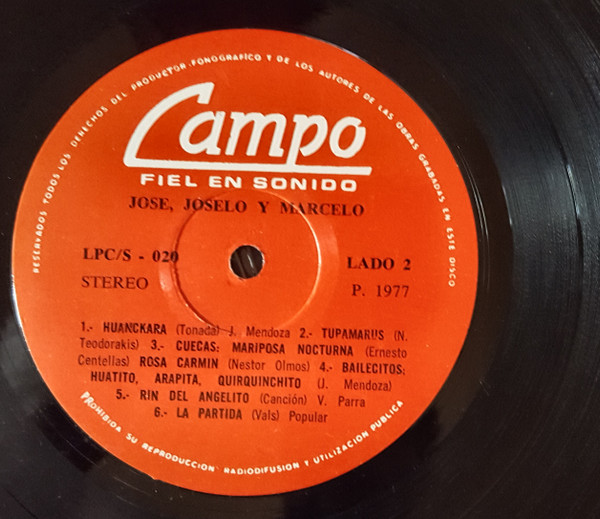 RESERVADOS TODOS LOS DERECHOS DEL PRODUCTOR FONOGRAFICO Y DE LOS AUTORES DE LAS OBRAS GRABADAS EN ESTE DISCO
Campo
FIEL EN SONIDO
JOSE, JOSELO Y MARCELO
LPC/S - 020 LADO 2
STEREO P. 1977
1.- HUANCKARA (Tonada) J. Mendoza 2.- TUPAMARUS (N.
Teodorakis) 3.- CUECAS: MARIPOSA NOCTURNA (Ernesto
Centellas) ROSA CARMIN (Nestor Olmos) 4.- BAILECITOS:
HUATITO, ARAPITA, QUIRQUINCHITO (J. Mendoza)
5.- RIN DEL ANGELITO (Canción) V. Parra
6.- LA PARTIDA (Vals) Popular
PROHIBIDA SU REPRODUCCION RADIODIFUSION Y UTILIZACION PUBLICA